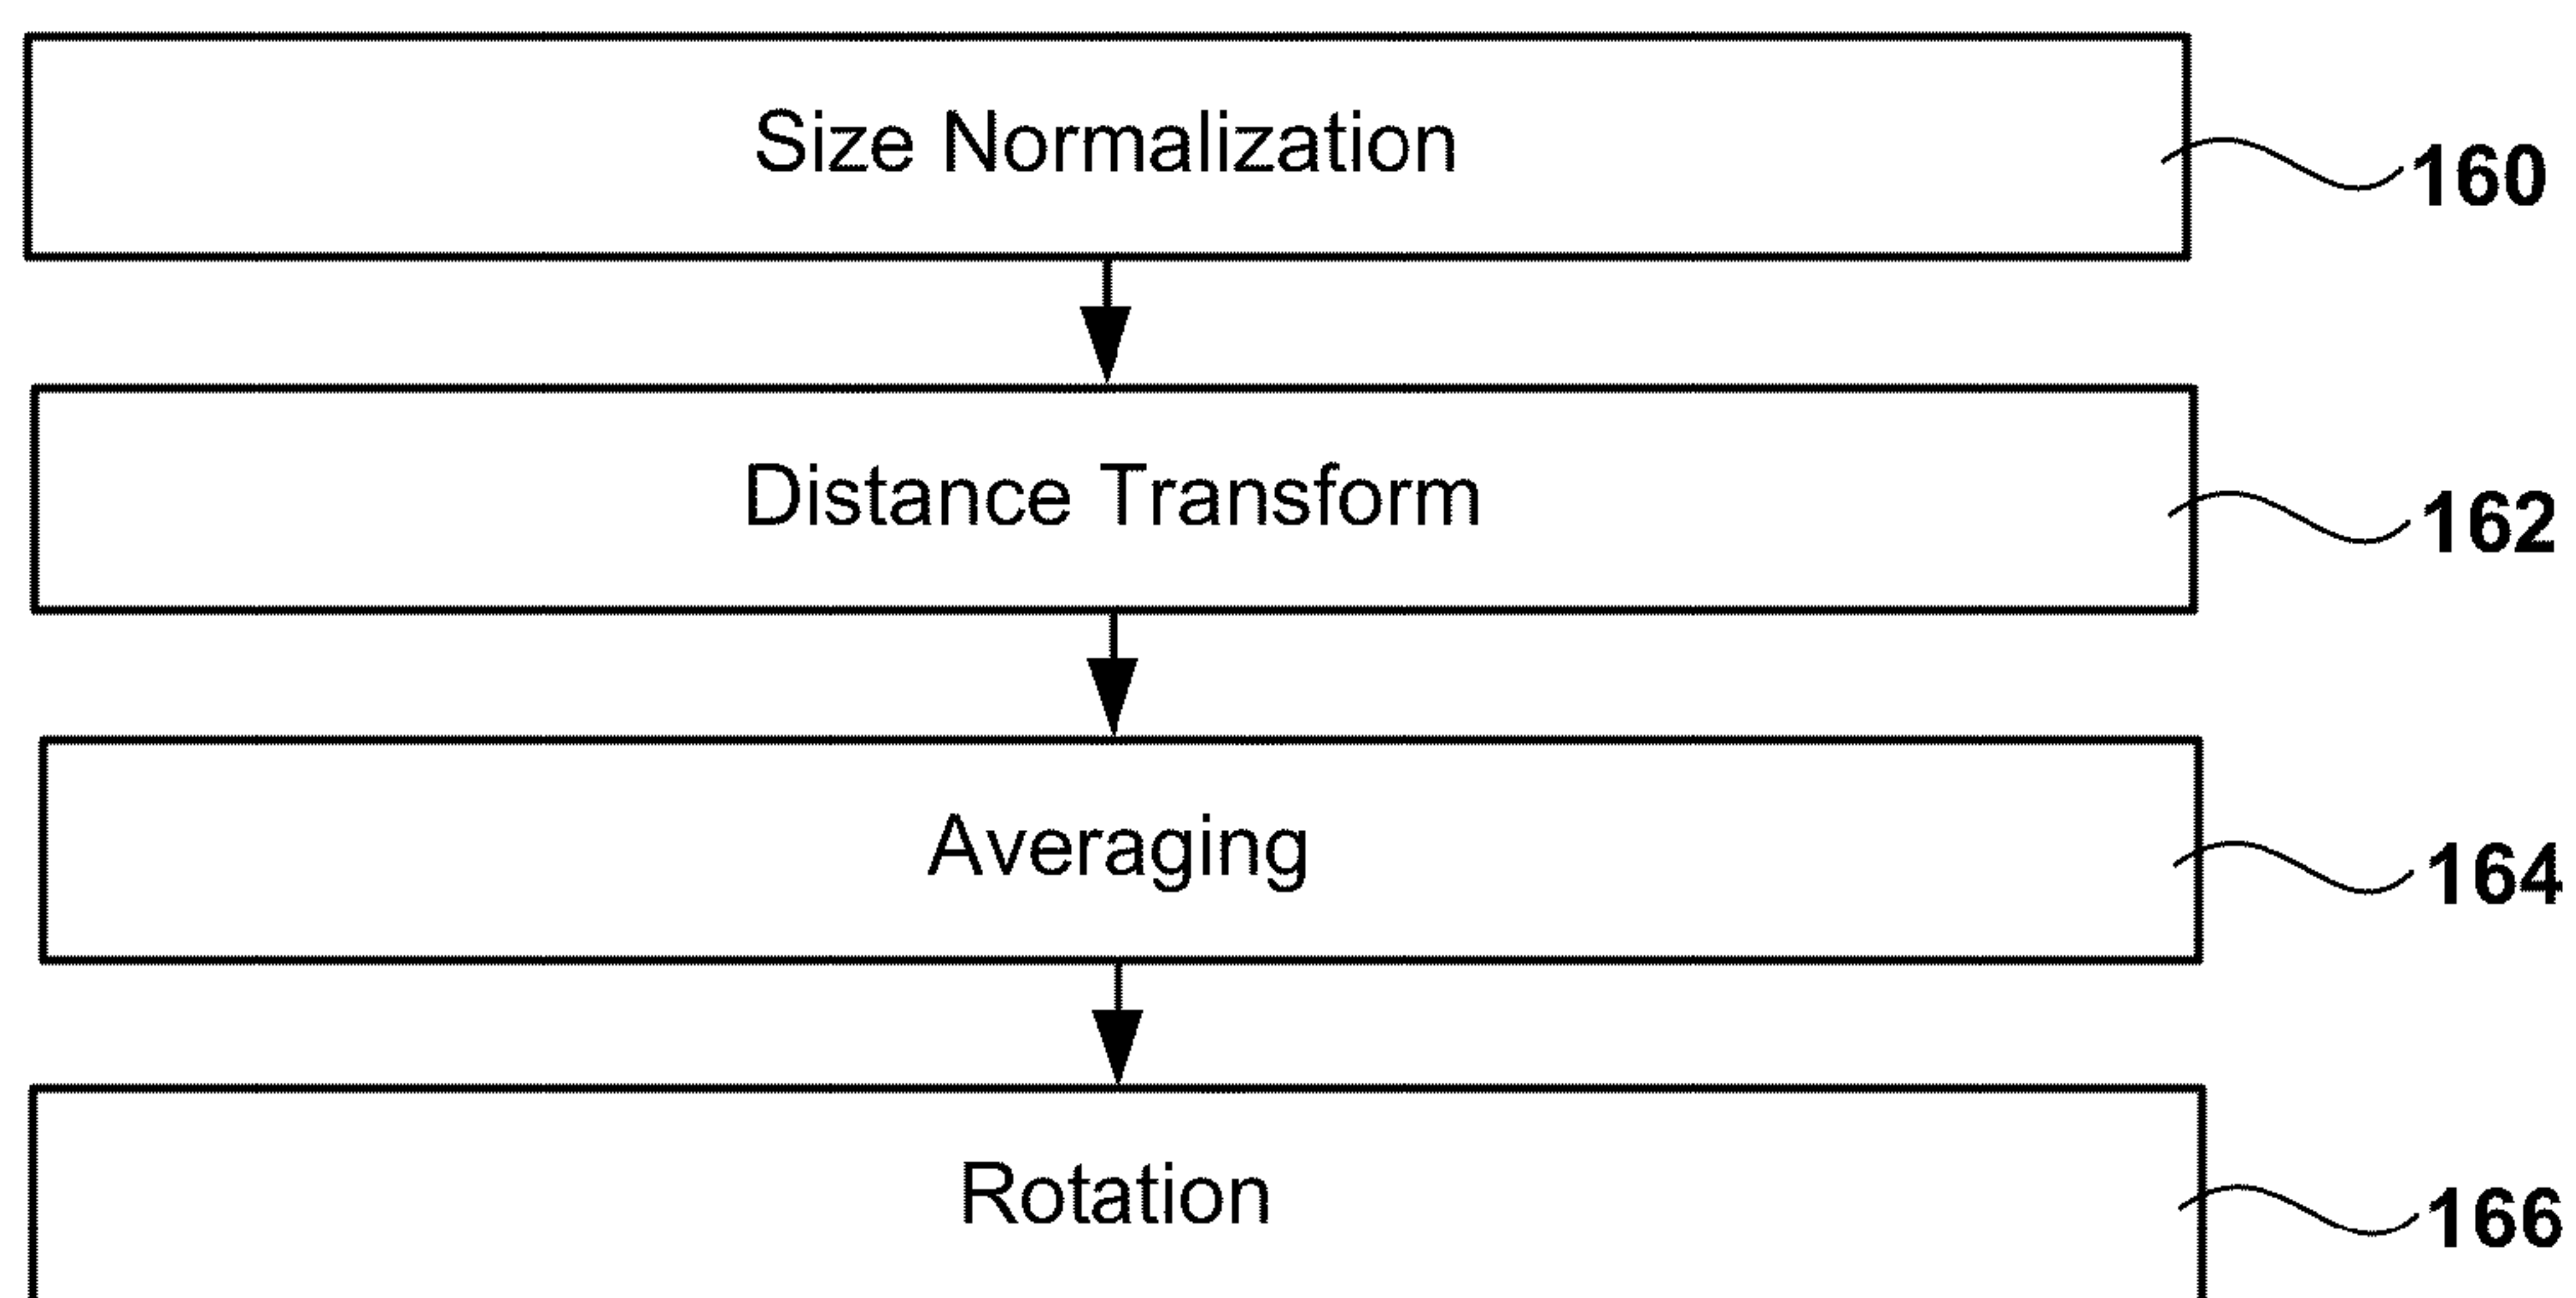 Size Normalization
160
Distance Transform
162
Averaging
164
Rotation
166